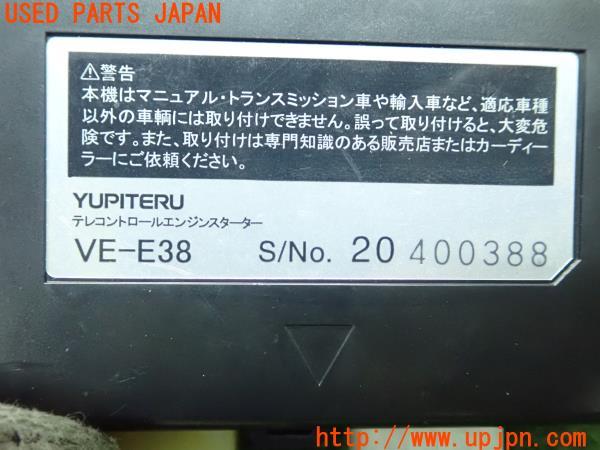 USED PARTS JAPAN
⚠警告
本機はマニュアル・トランスミッション車や輸入車など、適応車種
以外の車輌には取り付けできません。誤って取り付けると、大変危
険です。また、取り付けは専門知識のある販売店またはカーディー
ラーにご依頼ください。
YUPITERU
テレコントロールエンジンスターター
VE-E38 S/No. 20 400388
http://www.upjpn.com